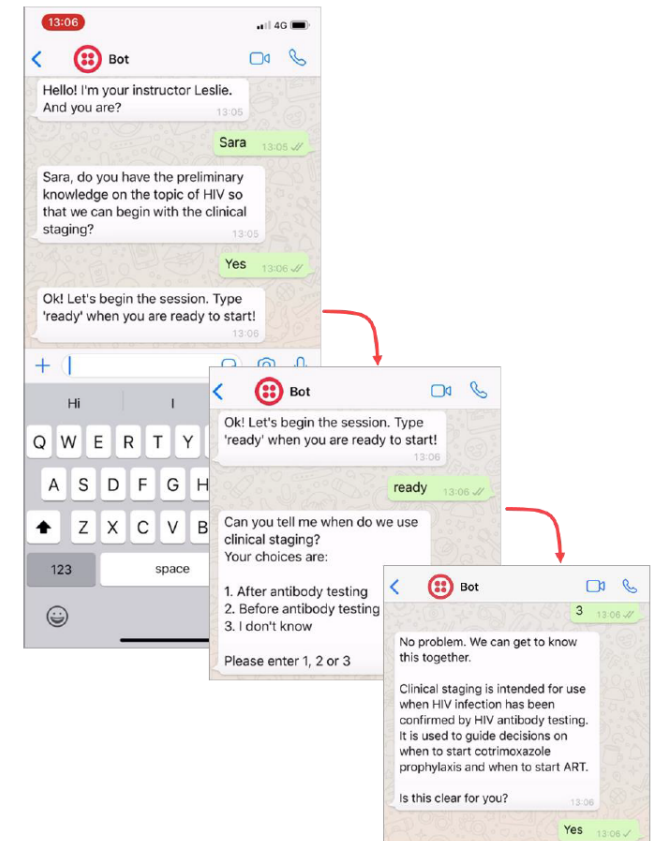 13:06
4G
Bot
Hello! I'm your instructor Leslie.
And you are?
13:05
Sara
13:05
Sara, do you have the preliminary
knowledge on the topic of HIV so
that we can begin with the clinical
staging?
13:05
Yes
13:06
Ok! Let's begin the session. Type
'ready' when you are ready to start!
13:06
Hi
I
Q W E R T Y
A S D F G H
Z X C V B
123
space
Bot
Ok! Let's begin the session. Type
'ready' when you are ready to start!
13:06
ready
13:06
Can you tell me when do we use
clinical staging?
Your choices are:
1. After antibody testing
2. Before antibody testing
3. I don't know
Please enter 1, 2 or 3
Bot
3
13:06
No problem. We can get to know
this together.
Clinical staging is intended for use
when HIV infection has been
confirmed by HIV antibody testing.
It is used to guide decisions on
when to start cotrimoxazole
prophylaxis and when to start ART.
Is this clear for you?
13:06
Yes
13:06